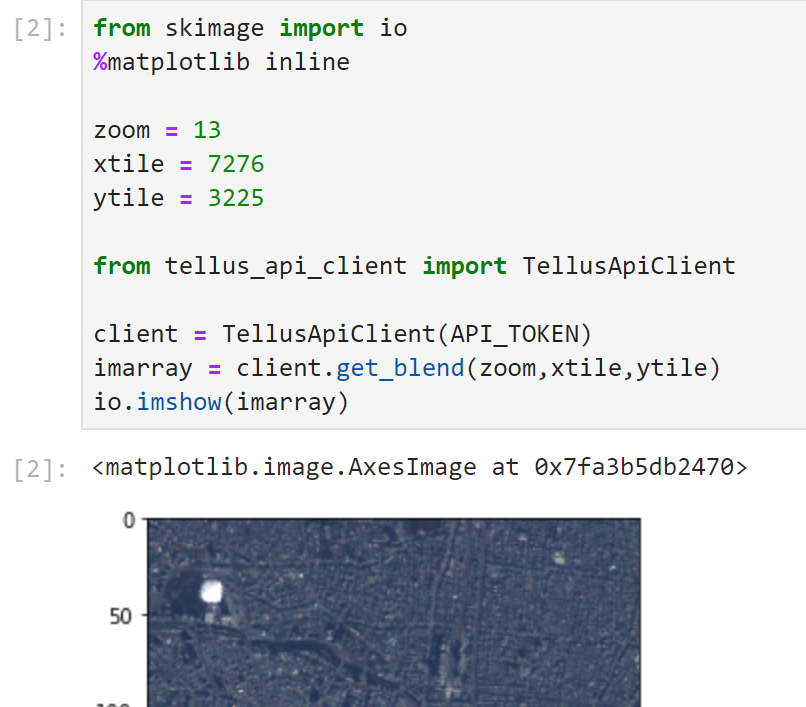 [2]:
from skimage import io
%matplotlib inline
zoom = 13
xtile = 7276
ytile = 3225
from tellus_api_client import TellusApiClient
client = TellusApiClient(API_TOKEN)
imarray = client.get_blend(zoom,xtile,ytile)
io.imshow(imarray)
[2]:
<matplotlib.image.AxesImage at 0x7fa3b5db2470>
0
50